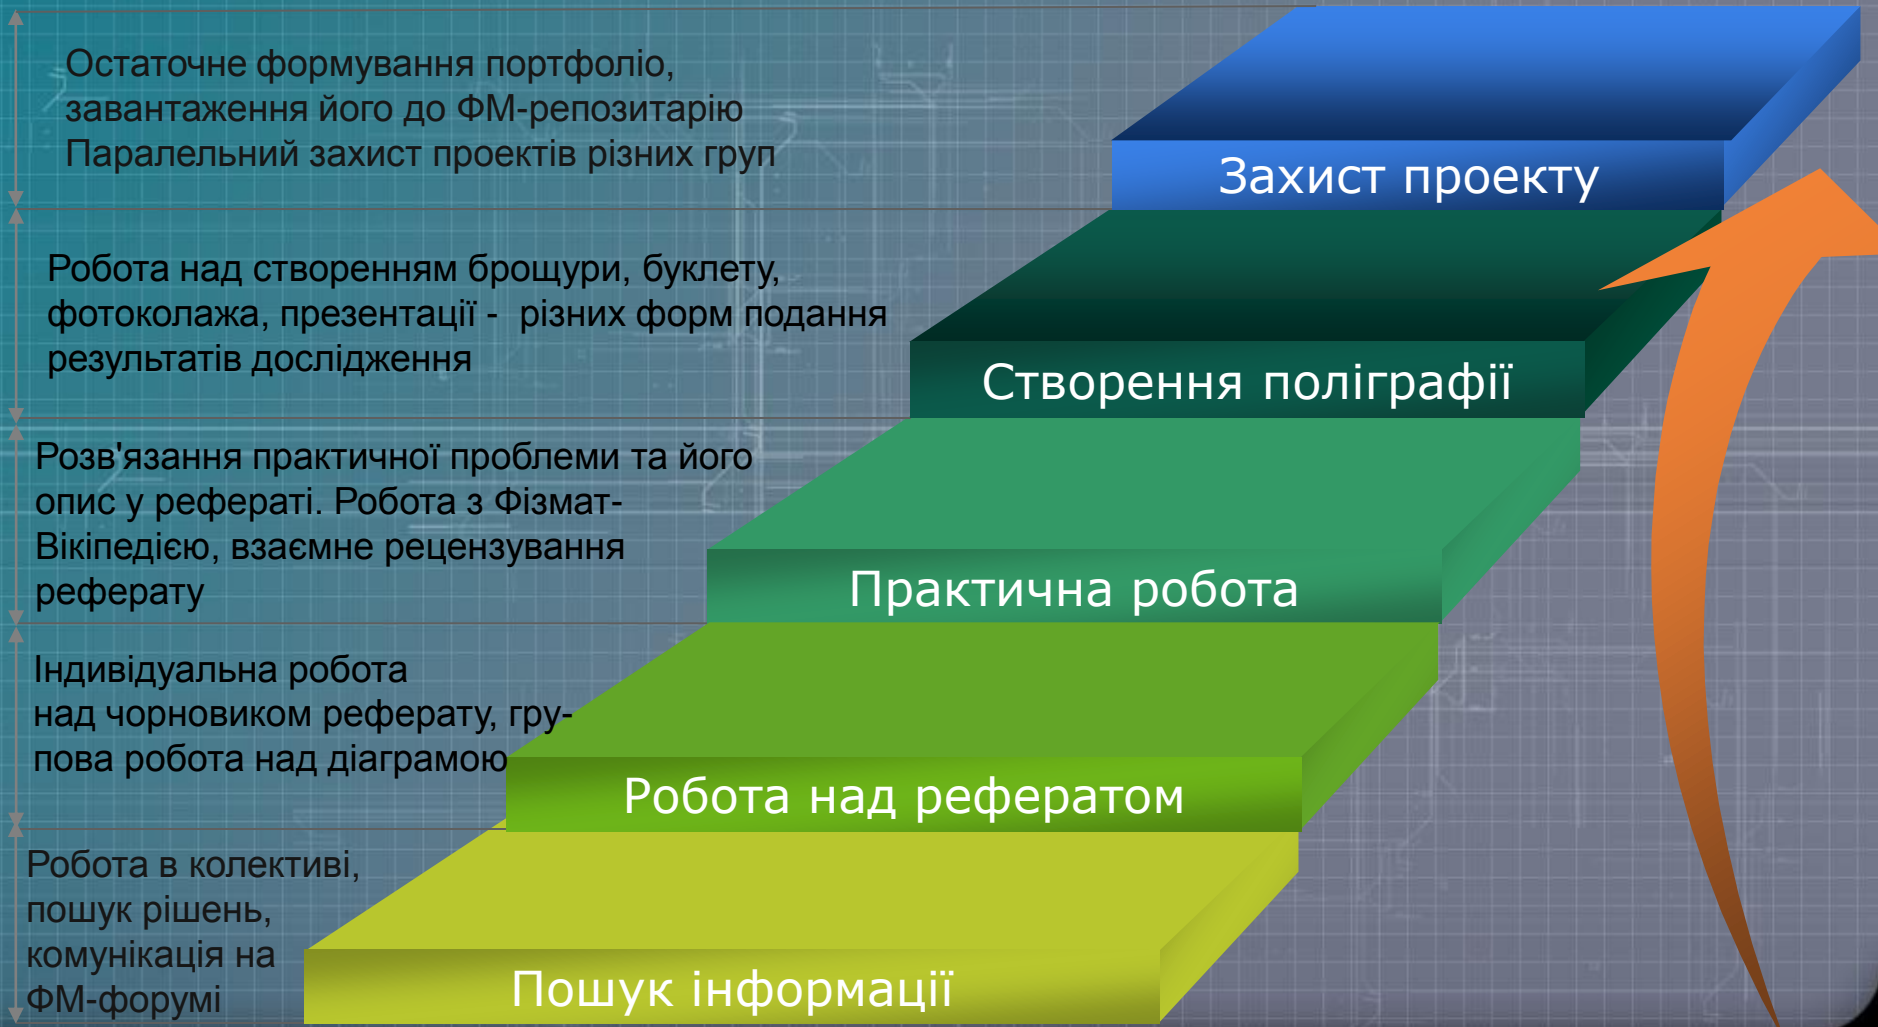 Остаточне формування портфоліо,
завантаження його до ФМ-репозитарію
Паралельний захист проектів різних груп
Захист проекту
Робота над створенням брощури, буклету,
фотоколажа, презентації - різних форм подання
результатів дослідження
Створення поліграфії
Розв'язання практичної проблеми та його
опис у рефераті. Робота з Фізмат-
Вікіпедією, взаємне рецензування
реферату
Практична робота
Індивідуальна робота
над чорновиком реферату, гру-
пова робота над діаграмою
Робота над рефератом
Робота в колективі,
пошук рішень,
комунікація на
ФМ-форумі
Пошук інформації